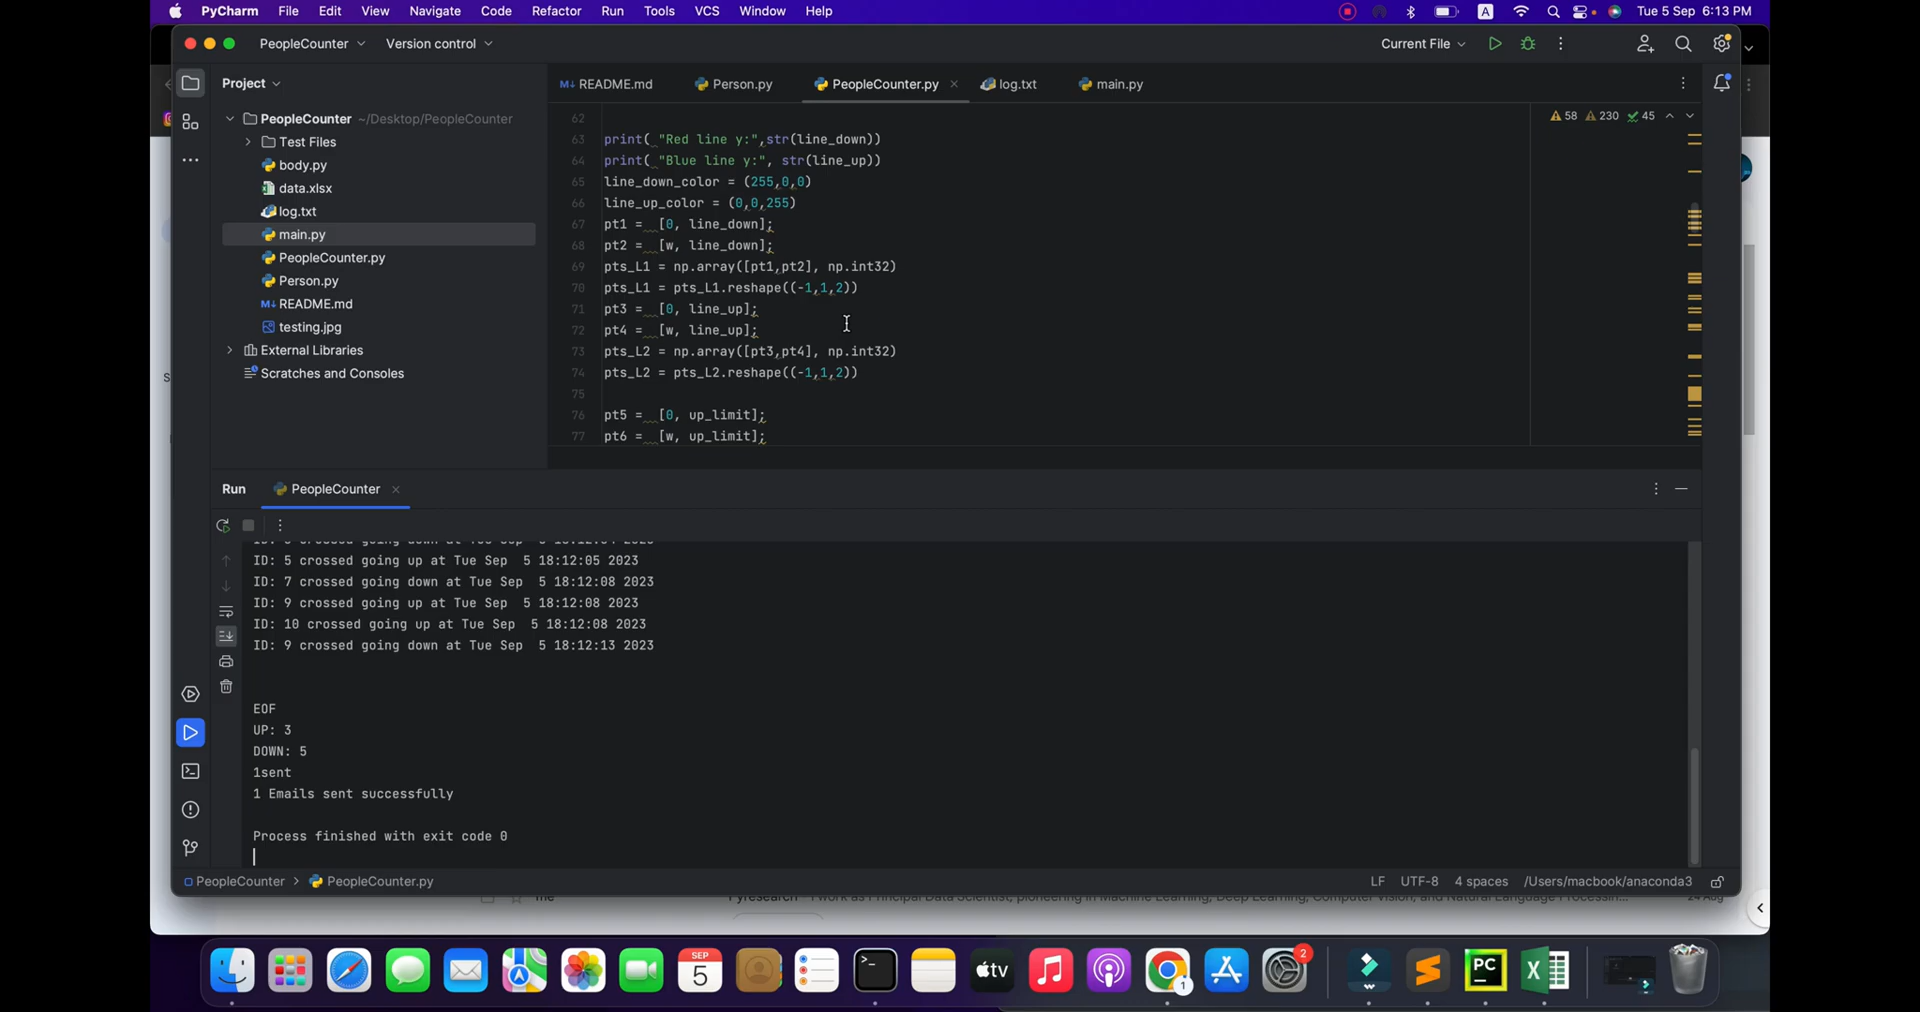 PyCharm File Edit View Navigate Code Refactor Run Tools VCS Window Help A Tue 5 Sep 6:13 PM
PeopleCounter Version control Current File
Project README.md Person.py PeopleCounter.py log.txt main.py
PeopleCounter ~/Desktop/PeopleCounter
Test Files
body.py
data.xlsx
log.txt
main.py
PeopleCounter.py
Person.py
M↓ README.md
testing.jpg
External Libraries
Scratches and Consoles
58 230 45
62
63 print( "Red line y:",str(line_down))
64 print( "Blue line y:", str(line_up))
65 line_down_color = (255,0,0)
66 line_up_color = (0,0,255)
67 pt1 =  [0, line_down];
68 pt2 =  [w, line_down];
69 pts_L1 = np.array([pt1,pt2], np.int32)
70 pts_L1 = pts_L1.reshape((-1,1,2))
71 pt3 =  [0, line_up];
72 pt4 =  [w, line_up];
73 pts_L2 = np.array([pt3,pt4], np.int32)
74 pts_L2 = pts_L2.reshape((-1,1,2))
75
76 pt5 =  [0, up_limit];
77 pt6 =  [w, up_limit];
Run PeopleCounter
ID: 5 crossed going up at Tue Sep  5 18:12:05 2023
ID: 7 crossed going down at Tue Sep  5 18:12:08 2023
ID: 9 crossed going up at Tue Sep  5 18:12:08 2023
ID: 10 crossed going up at Tue Sep  5 18:12:08 2023
ID: 9 crossed going down at Tue Sep  5 18:12:13 2023
EOF
UP: 3
DOWN: 5
1sent
1 Emails sent successfully
Process finished with exit code 0
PeopleCounter > PeopleCounter.py LF UTF-8 4 spaces /Users/macbook/anaconda3
SEP
5
tv
1
2
PC
X